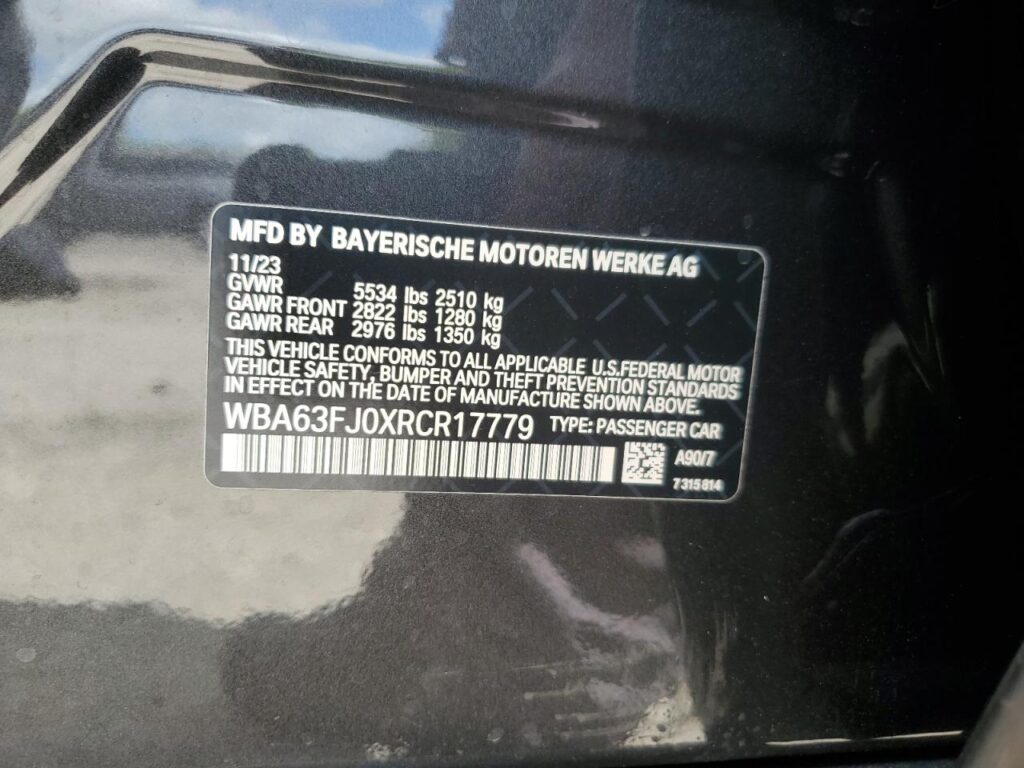 MFD BY BAYERISCHE MOTOREN WERKE AG
11/23
GVWR 5534 lbs 2510 kg
GAWR FRONT 2822 lbs 1280 kg
GAWR REAR 2976 lbs 1350 kg
THIS VEHICLE CONFORMS TO ALL APPLICABLE U.S.FEDERAL MOTOR
VEHICLE SAFETY, BUMPER AND THEFT PREVENTION STANDARDS
IN EFFECT ON THE DATE OF MANUFACTURE SHOWN ABOVE.
WBA63FJ0XRCR17779 TYPE: PASSENGER CAR
A90/7
7315814